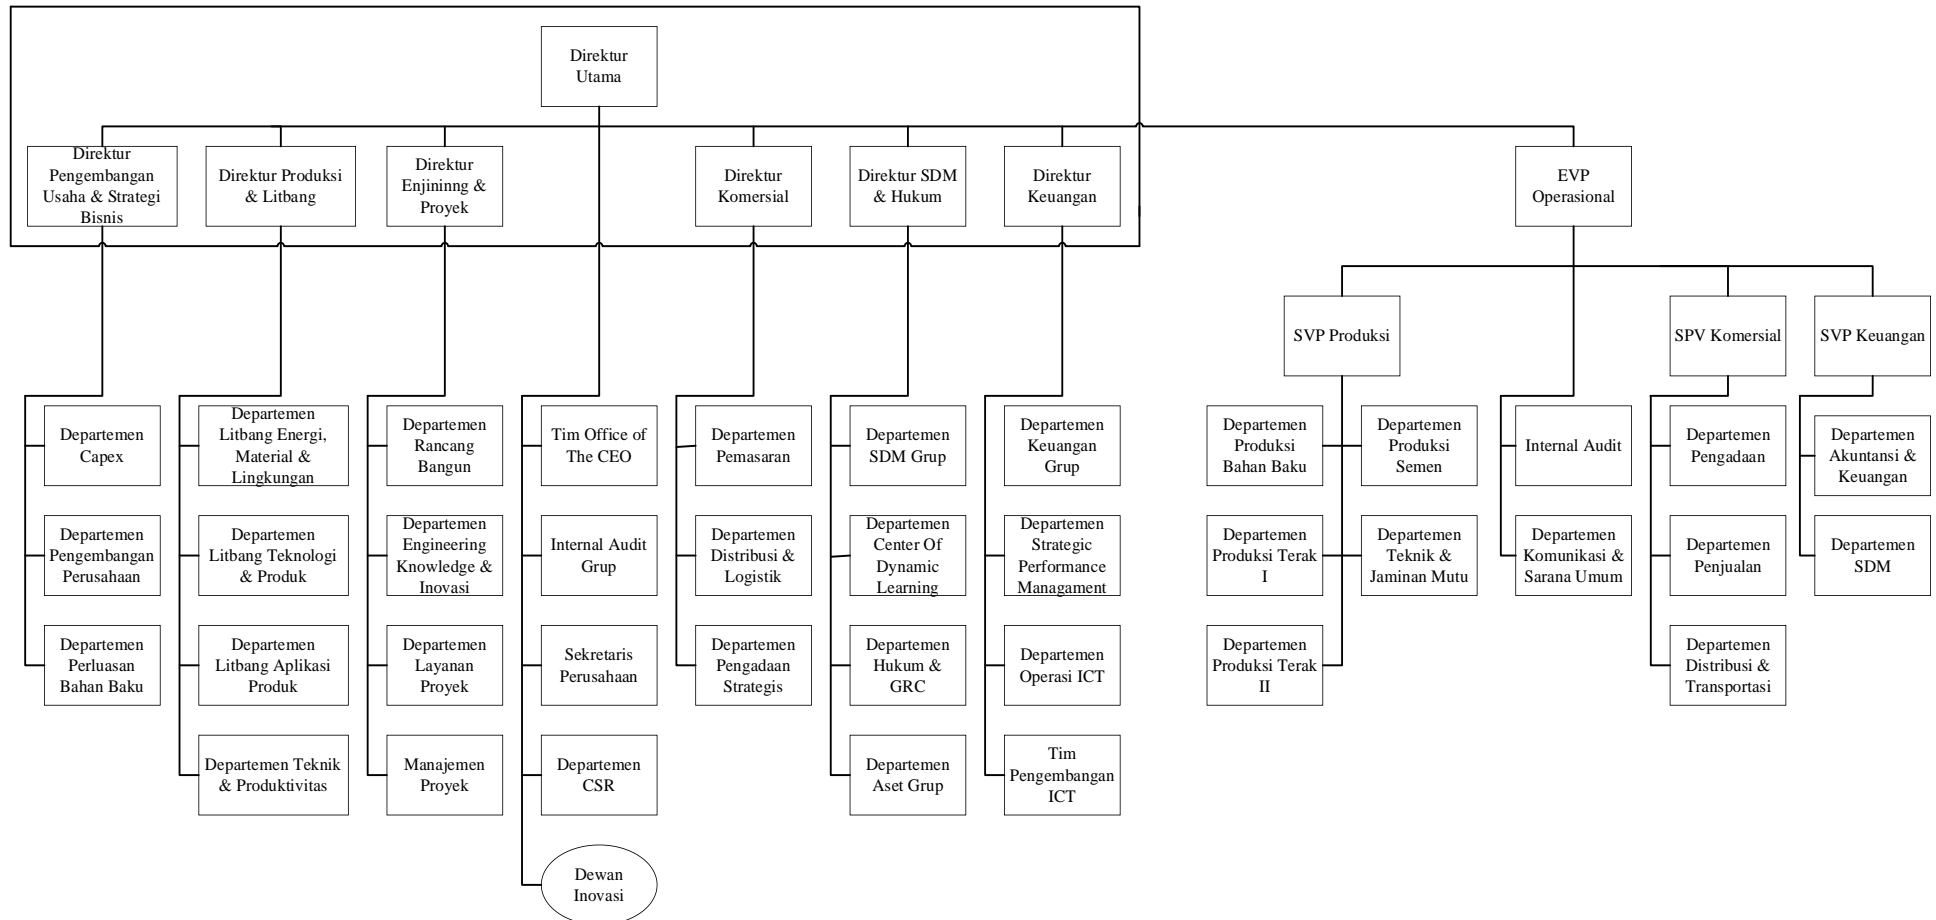 Direktur
Utama
Direktur
Pengembangan
Usaha & Strategi
Bisnis
Direktur Produksi
& Litbang
Direktur
Enjininng &
Proyek
Direktur
Komersial
Direktur SDM
& Hukum
Direktur
Keuangan
EVP
Operasional
SVP Produksi
SPV Komersial
SVP Keuangan
Departemen
Capex
Departemen
Pengembangan
Perusahaan
Departemen
Perluasan
Bahan Baku
Departemen
Litbang Energi,
Material &
Lingkungan
Departemen
Litbang Teknologi
& Produk
Departemen
Litbang Aplikasi
Produk
Departemen Teknik
& Produktivitas
Departemen
Rancang
Bangun
Departemen
Engineering
Knowledge &
Inovasi
Departemen
Layanan
Proyek
Manajemen
Proyek
Tim Office of
The CEO
Internal Audit
Grup
Sekretaris
Perusahaan
Departemen
CSR
Dewan
Inovasi
Departemen
Pemasaran
Departemen
Distribusi &
Logistik
Departemen
Pengadaan
Strategis
Departemen
SDM Grup
Departemen
Center Of
Dynamic
Learning
Departemen
Hukum &
GRC
Departemen
Aset Grup
Departemen
Keuangan
Grup
Departemen
Strategic
Performance
Managament
Departemen
Operasi ICT
Tim
Pengembangan
ICT
Departemen
Produksi
Bahan Baku
Departemen
Produksi
Semen
Departemen
Produksi Terak
I
Departemen
Teknik &
Jaminan Mutu
Departemen
Produksi Terak
II
Internal Audit
Departemen
Komunikasi &
Sarana Umum
Departemen
Pengadaan
Departemen
Penjualan
Departemen
Distribusi &
Transportasi
Departemen
Akuntansi &
Keuangan
Departemen
SDM